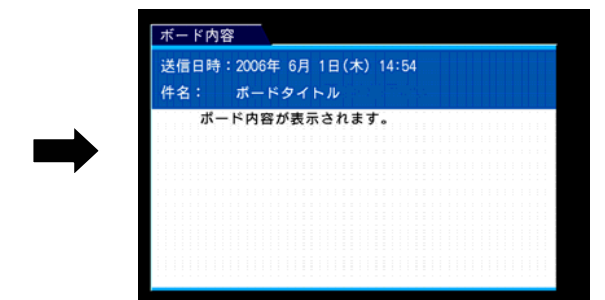 ボード内容
送信日時：2006年 6月 1日(木) 14:54
件名：　　ボードタイトル
ボード内容が表示されます。